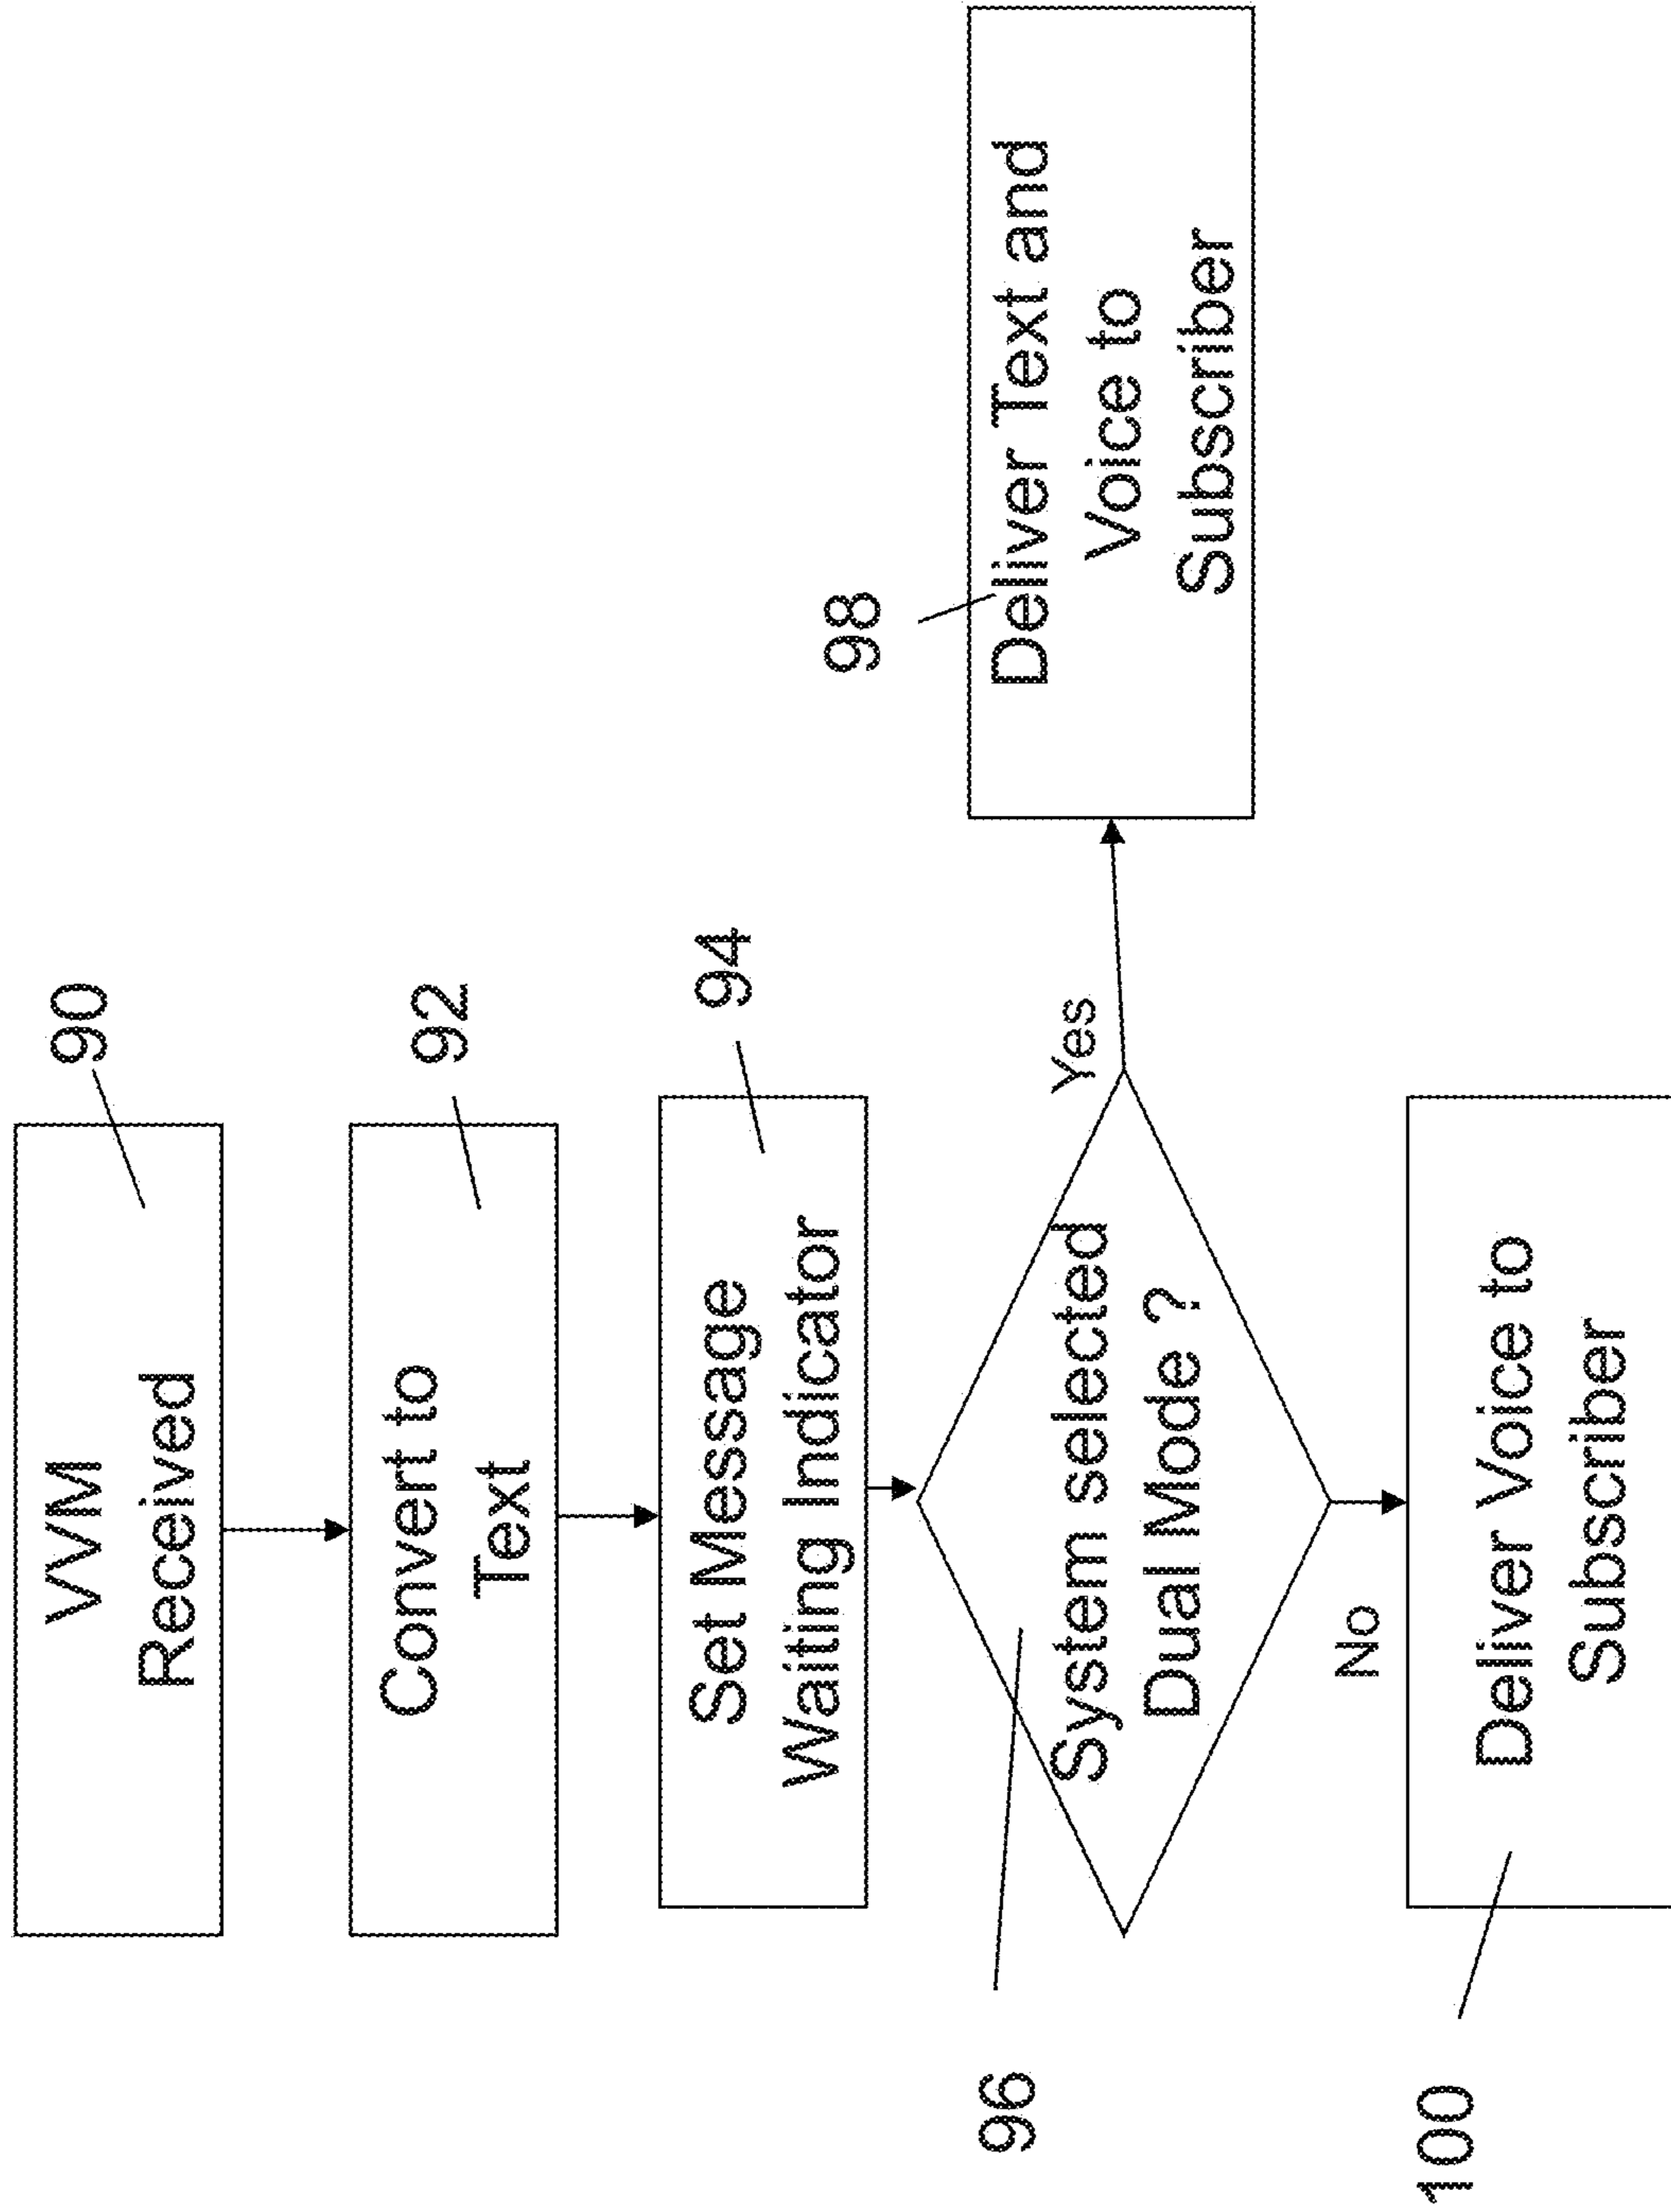 VVM
Received
90
Convert to
Text
92
Set Message
Waiting Indicator
94
System selected
Dual Mode ?
96
Yes
Deliver Text and
Voice to
Subscriber
98
No
Deliver Voice to
Subscriber
100